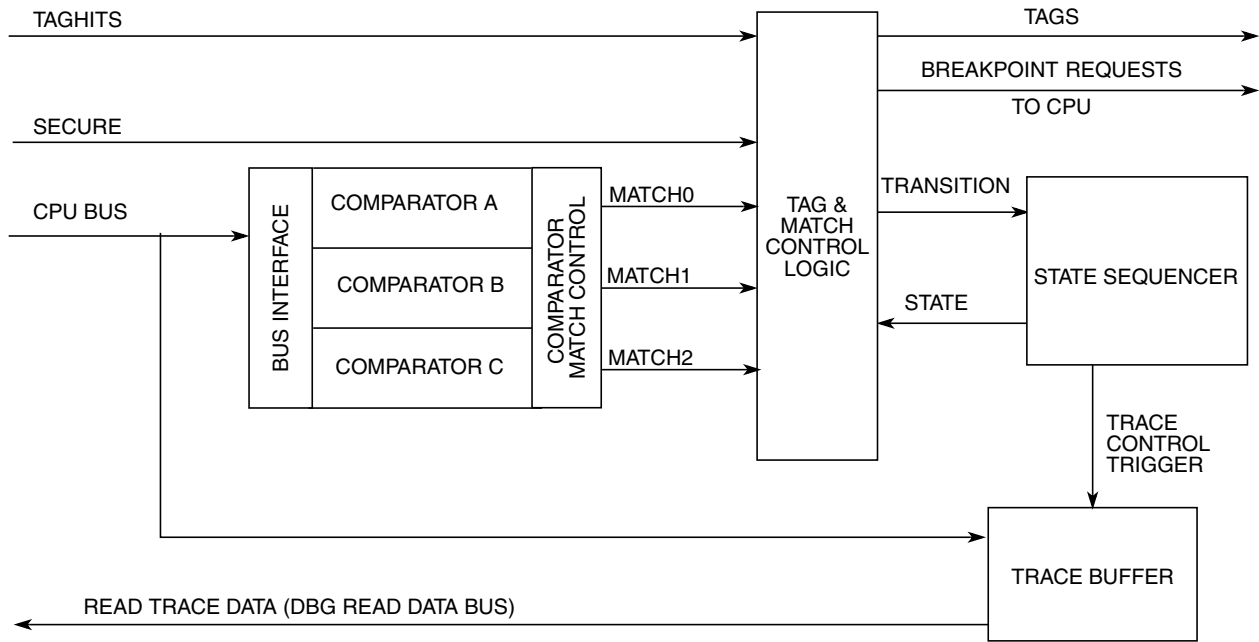 TAGHITS
TAGS
BREAKPOINT REQUESTS
TO CPU
SECURE
CPU BUS
BUS INTERFACE
COMPARATOR A
COMPARATOR B
COMPARATOR C
COMPARATOR
MATCH CONTROL
MATCH0
MATCH1
MATCH2
TAG &
MATCH
CONTROL
LOGIC
TRANSITION
STATE
STATE SEQUENCER
TRACE
CONTROL
TRIGGER
TRACE BUFFER
READ TRACE DATA (DBG READ DATA BUS)